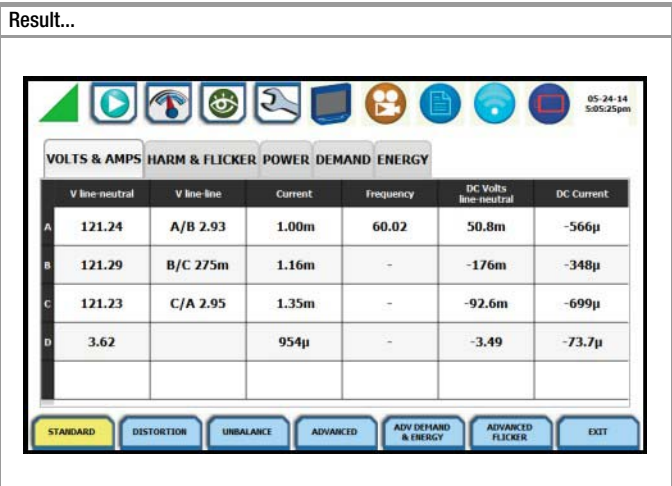 Result...
05-24-14
5:05:25pm
VOLTS & AMPS HARM & FLICKER POWER DEMAND ENERGY
V line-neutral V line-line Current Frequency DC Volts line-neutral DC Current
A 121.24 A/B 2.93 1.00m 60.02 50.8m -566µ
B 121.29 B/C 275m 1.16m - -176m -348µ
C 121.23 C/A 2.95 1.35m - -92.6m -699µ
D 3.62 954µ - -3.49 -73.7µ
STANDARD DISTORTION UNBALANCE ADVANCED ADV DEMAND & ENERGY ADVANCED FLICKER EXIT